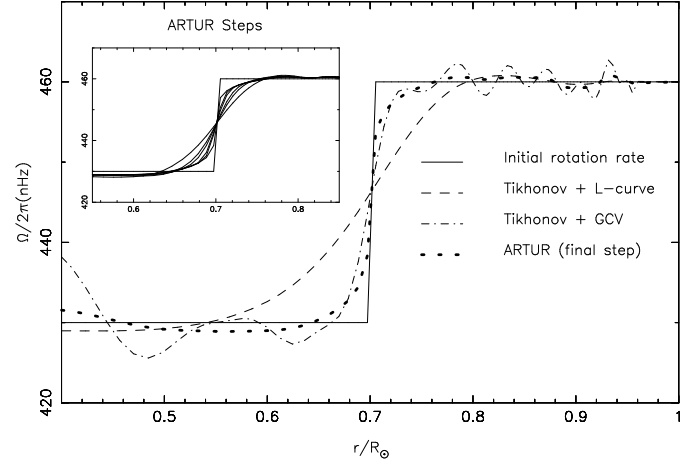 ARTUR Steps
460
440
420
0.6
0.7
0.8
460
440
420
Ω/2π(nHz)
Initial rotation rate
Tikhonov + L-curve
Tikhonov + GCV
ARTUR (final step)
0.5
0.6
0.7
0.8
0.9
1
r/R☉